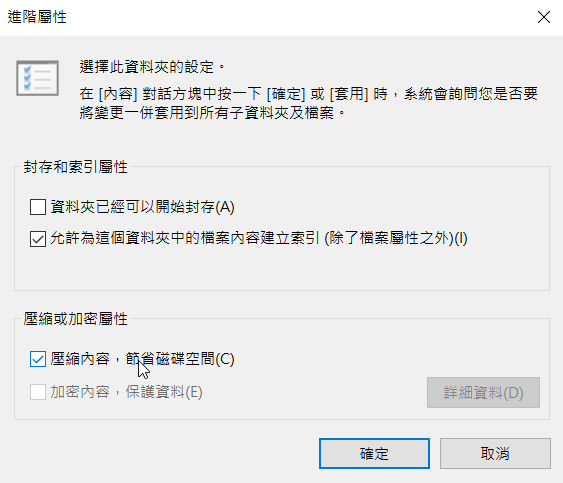 進階屬性
選擇此資料夾的設定。
在 [內容] 對話方塊中按一下 [確定] 或 [套用] 時，系統會詢問您是否要
將變更一併套用到所有子資料夾及檔案。
封存和索引屬性
資料夾已經可以開始封存(A)
允許為這個資料夾中的檔案內容建立索引 (除了檔案屬性之外)(I)
壓縮或加密屬性
壓縮內容，節省磁碟空間(C)
加密內容，保護資料(E)
詳細資料(D)
確定
取消